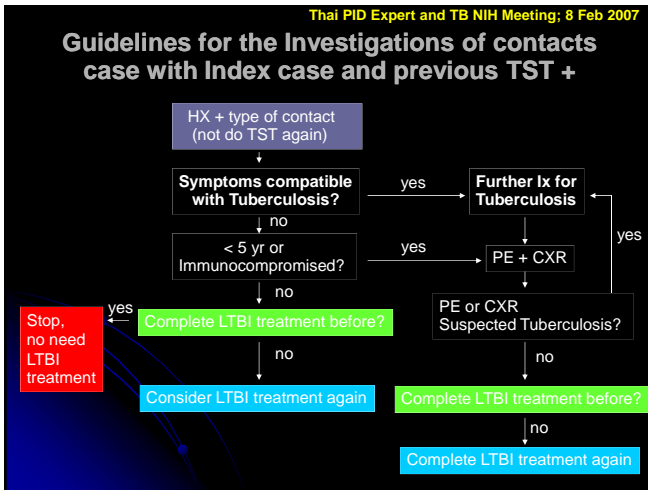 Thai PID Expert and TB NIH Meeting; 8 Feb 2007
Guidelines for the Investigations of contacts
case with Index case and previous TST +
HX + type of contact
(not do TST again)
Symptoms compatible
with Tuberculosis?
yes
Further Ix for
Tuberculosis
no
yes
< 5 yr or
Immunocompromised?
yes
PE + CXR
no
PE or CXR
Suspected Tuberculosis?
yes
Stop,
no need
LTBI
treatment
Complete LTBI treatment before?
no
no
Consider LTBI treatment again
Complete LTBI treatment before?
no
Complete LTBI treatment again